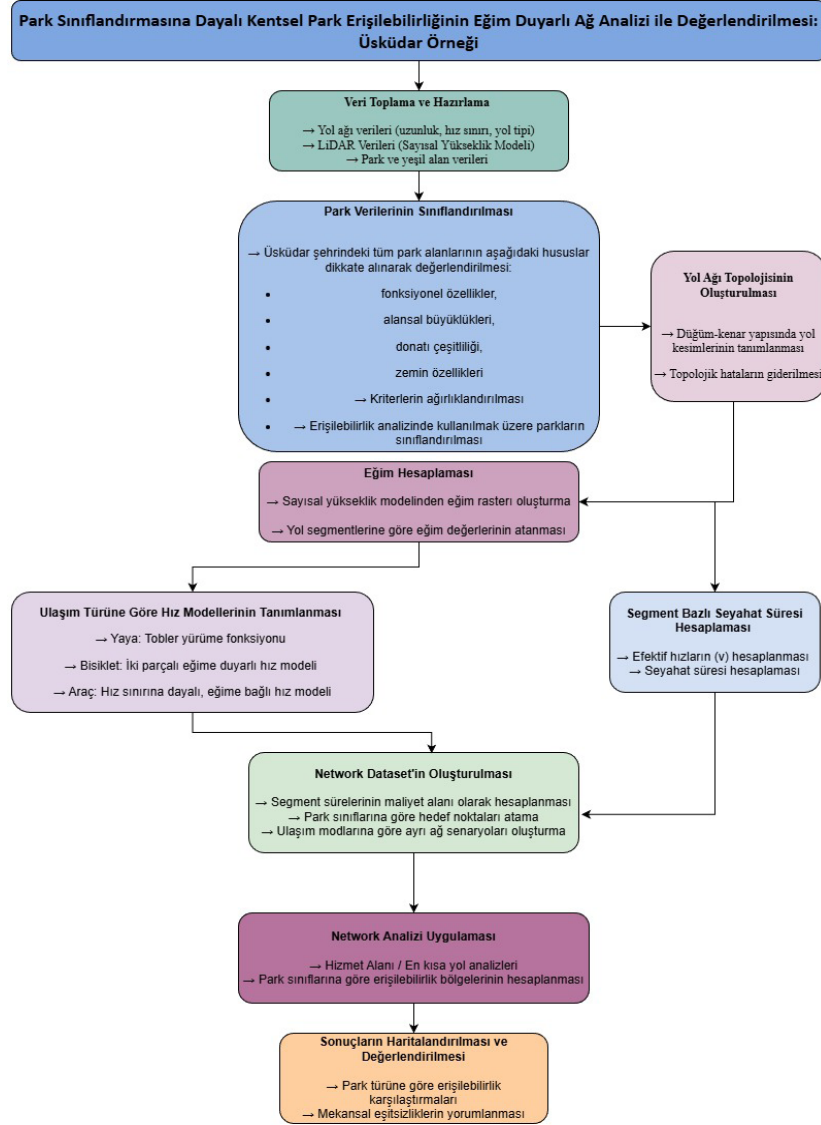 Park Sınıflandırmasına Dayalı Kentsel Park Erişilebilirliğinin Eğim Duyarlı Ağ Analizi ile Değerlendirilmesi:
Üsküdar Örneği
Veri Toplama ve Hazırlama
→ Yol ağı verileri (uzunluk, hız sınırı, yol tipi)
→ LiDAR Verileri (Sayısal Yükseklik Modeli)
→ Park ve yeşil alan verileri
Park Verilerinin Sınıflandırılması
→ Üsküdar şehrindeki tüm park alanlarının aşağıdaki hususlar
dikkate alınarak değerlendirilmesi:
• fonksiyonel özellikler,
• alansal büyüklükleri,
• donatı çeşitliliği,
• zemin özellikleri
• → Kriterlerin ağırlıklandırılması
• → Erişilebilirlik analizinde kullanılmak üzere parkların
sınıflandırılması
Yol Ağı Topolojisinin
Oluşturulması
→ Düğüm-kenar yapısında yol
kesimlerinin tanımlanması
→ Topolojik hataların giderilmesi
Eğim Hesaplaması
→ Sayısal yükseklik modelinden eğim rasterı oluşturma
→ Yol segmentlerine göre eğim değerlerinin atanması
Ulaşım Türüne Göre Hız Modellerinin Tanımlanması
→ Yaya: Tobler yürüme fonksiyonu
→ Bisiklet: İki parçalı eğime duyarlı hız modeli
→ Araç: Hız sınırına dayalı, eğime bağlı hız modeli
Segment Bazlı Seyahat Süresi
Hesaplaması
→ Efektif hızların (v) hesaplanması
→ Seyahat süresi hesaplaması
Network Dataset'in Oluşturulması
→ Segment sürelerinin maliyet alanı olarak hesaplanması
→ Park sınıflarına göre hedef noktaları atama
→ Ulaşım modlarına göre ayrı ağ senaryoları oluşturma
Network Analizi Uygulaması
→ Hizmet Alanı / En kısa yol analizleri
→ Park sınıflarına göre erişilebilirlik bölgelerinin hesaplanması
Sonuçların Haritalandırılması ve
Değerlendirilmesi
→ Park türüne göre erişilebilirlik
karşılaştırmaları
→ Mekansal eşitsizliklerin yorumlanması